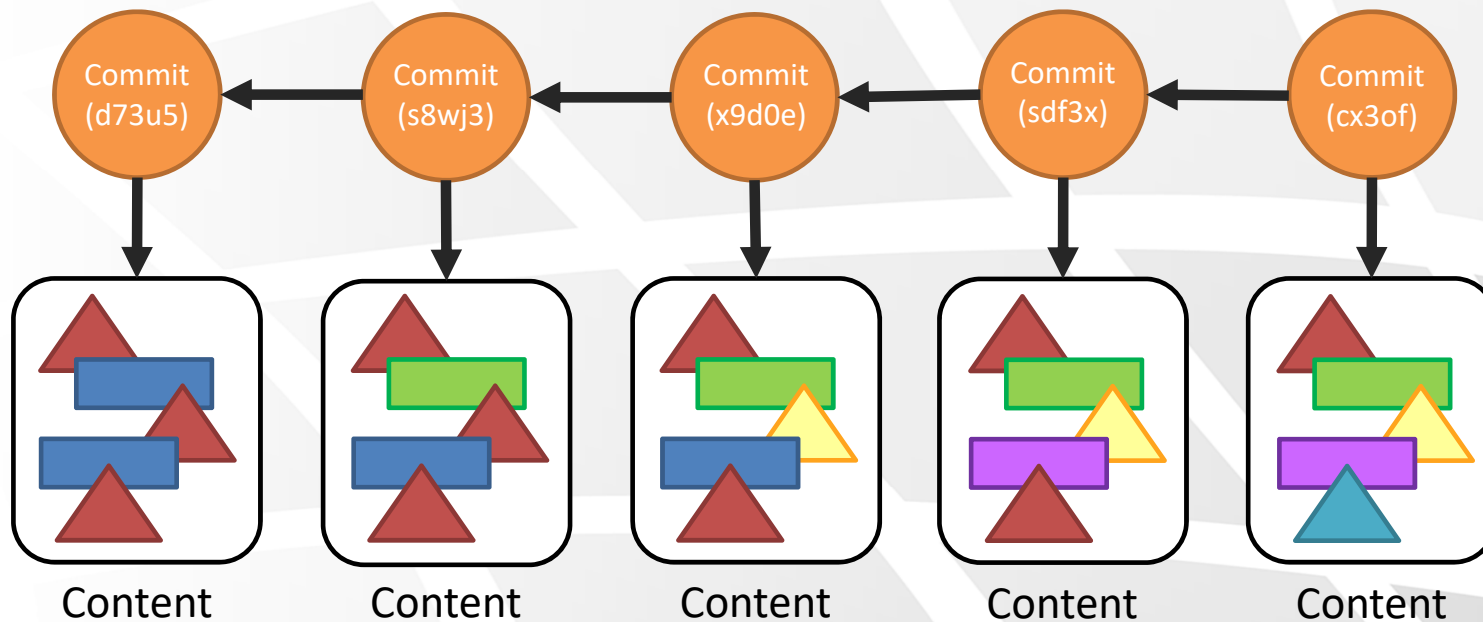 Commit
(d73u5)
Commit
(s8wj3)
Commit
(x9d0e)
Commit
(sdf3x)
Commit
(cx3of)
Content
Content
Content
Content
Content